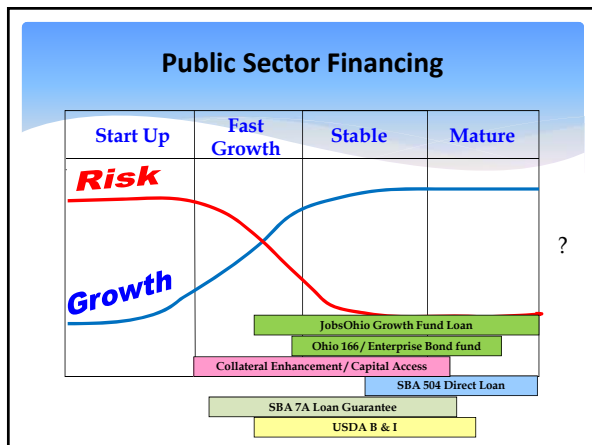 Public Sector Financing
Start Up
Fast
Growth
Stable
Mature
Risk
?
Growth
JobsOhio Growth Fund Loan
Ohio 166 / Enterprise Bond fund
Collateral Enhancement / Capital Access
SBA 504 Direct Loan
SBA 7A Loan Guarantee
USDA B & I